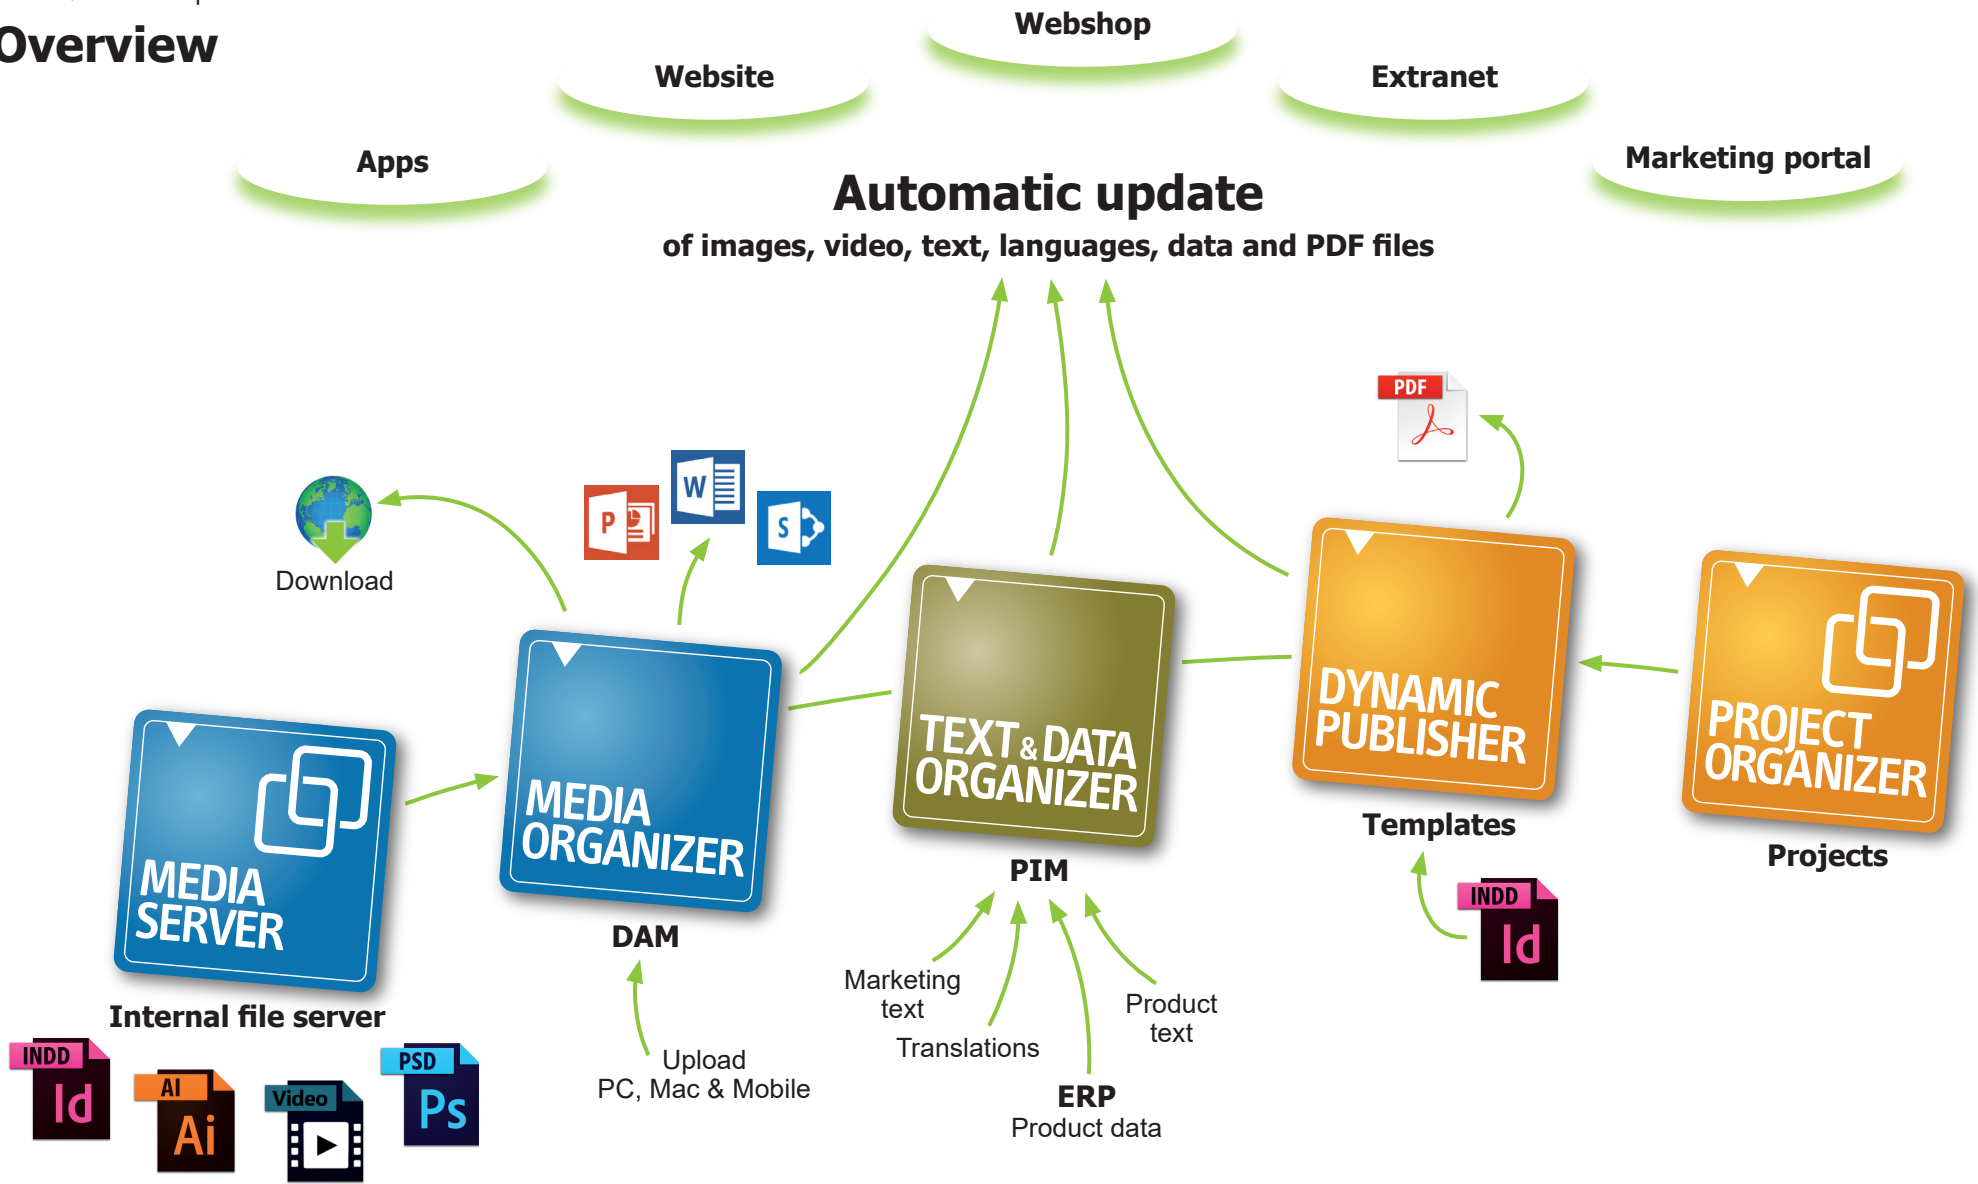 Overview
Webshop
Website
Extranet
Apps
Marketing portal
Automatic update
of images, video, text, languages, data and PDF files
PDF
P
W
S
Download
DYNAMIC
PUBLISHER
PROJECT
ORGANIZER
TEXT & DATA
ORGANIZER
MEDIA
ORGANIZER
MEDIA
SERVER
Templates
Projects
PIM
DAM
INDD
Id
Marketing
text
Product
text
Translations
Internal file server
Upload
PC, Mac & Mobile
ERP
Product data
INDD
Id
AI
Ai
Video
PSD
Ps